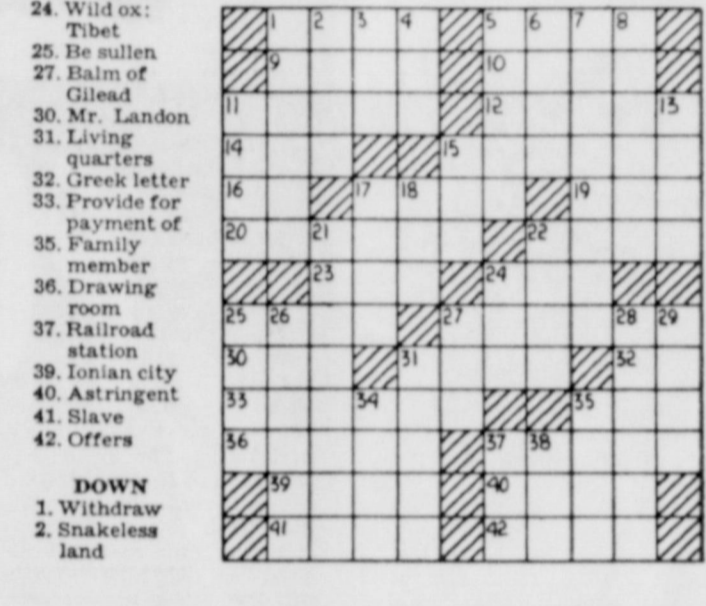 24. Wild ox:
Tibet
25. Be sullen
27. Balm of
Gilead
30. Mr. Landon
31. Living
quarters
32. Greek letter
33. Provide for
payment of
35. Family
member
36. Drawing
room
37. Railroad
station
39. Ionian city
40. Astringent
41. Slave
42. Offers
DOWN
1. Withdraw
2. Snakeless
land
1 2 3 4 5 6 7 8
9 10
11 12 13
14 15
16 17 18 19
20 21 22
23 24
25 26 27 28 29
30 31 32
33 34 35
36 37 38
39 40
41 42